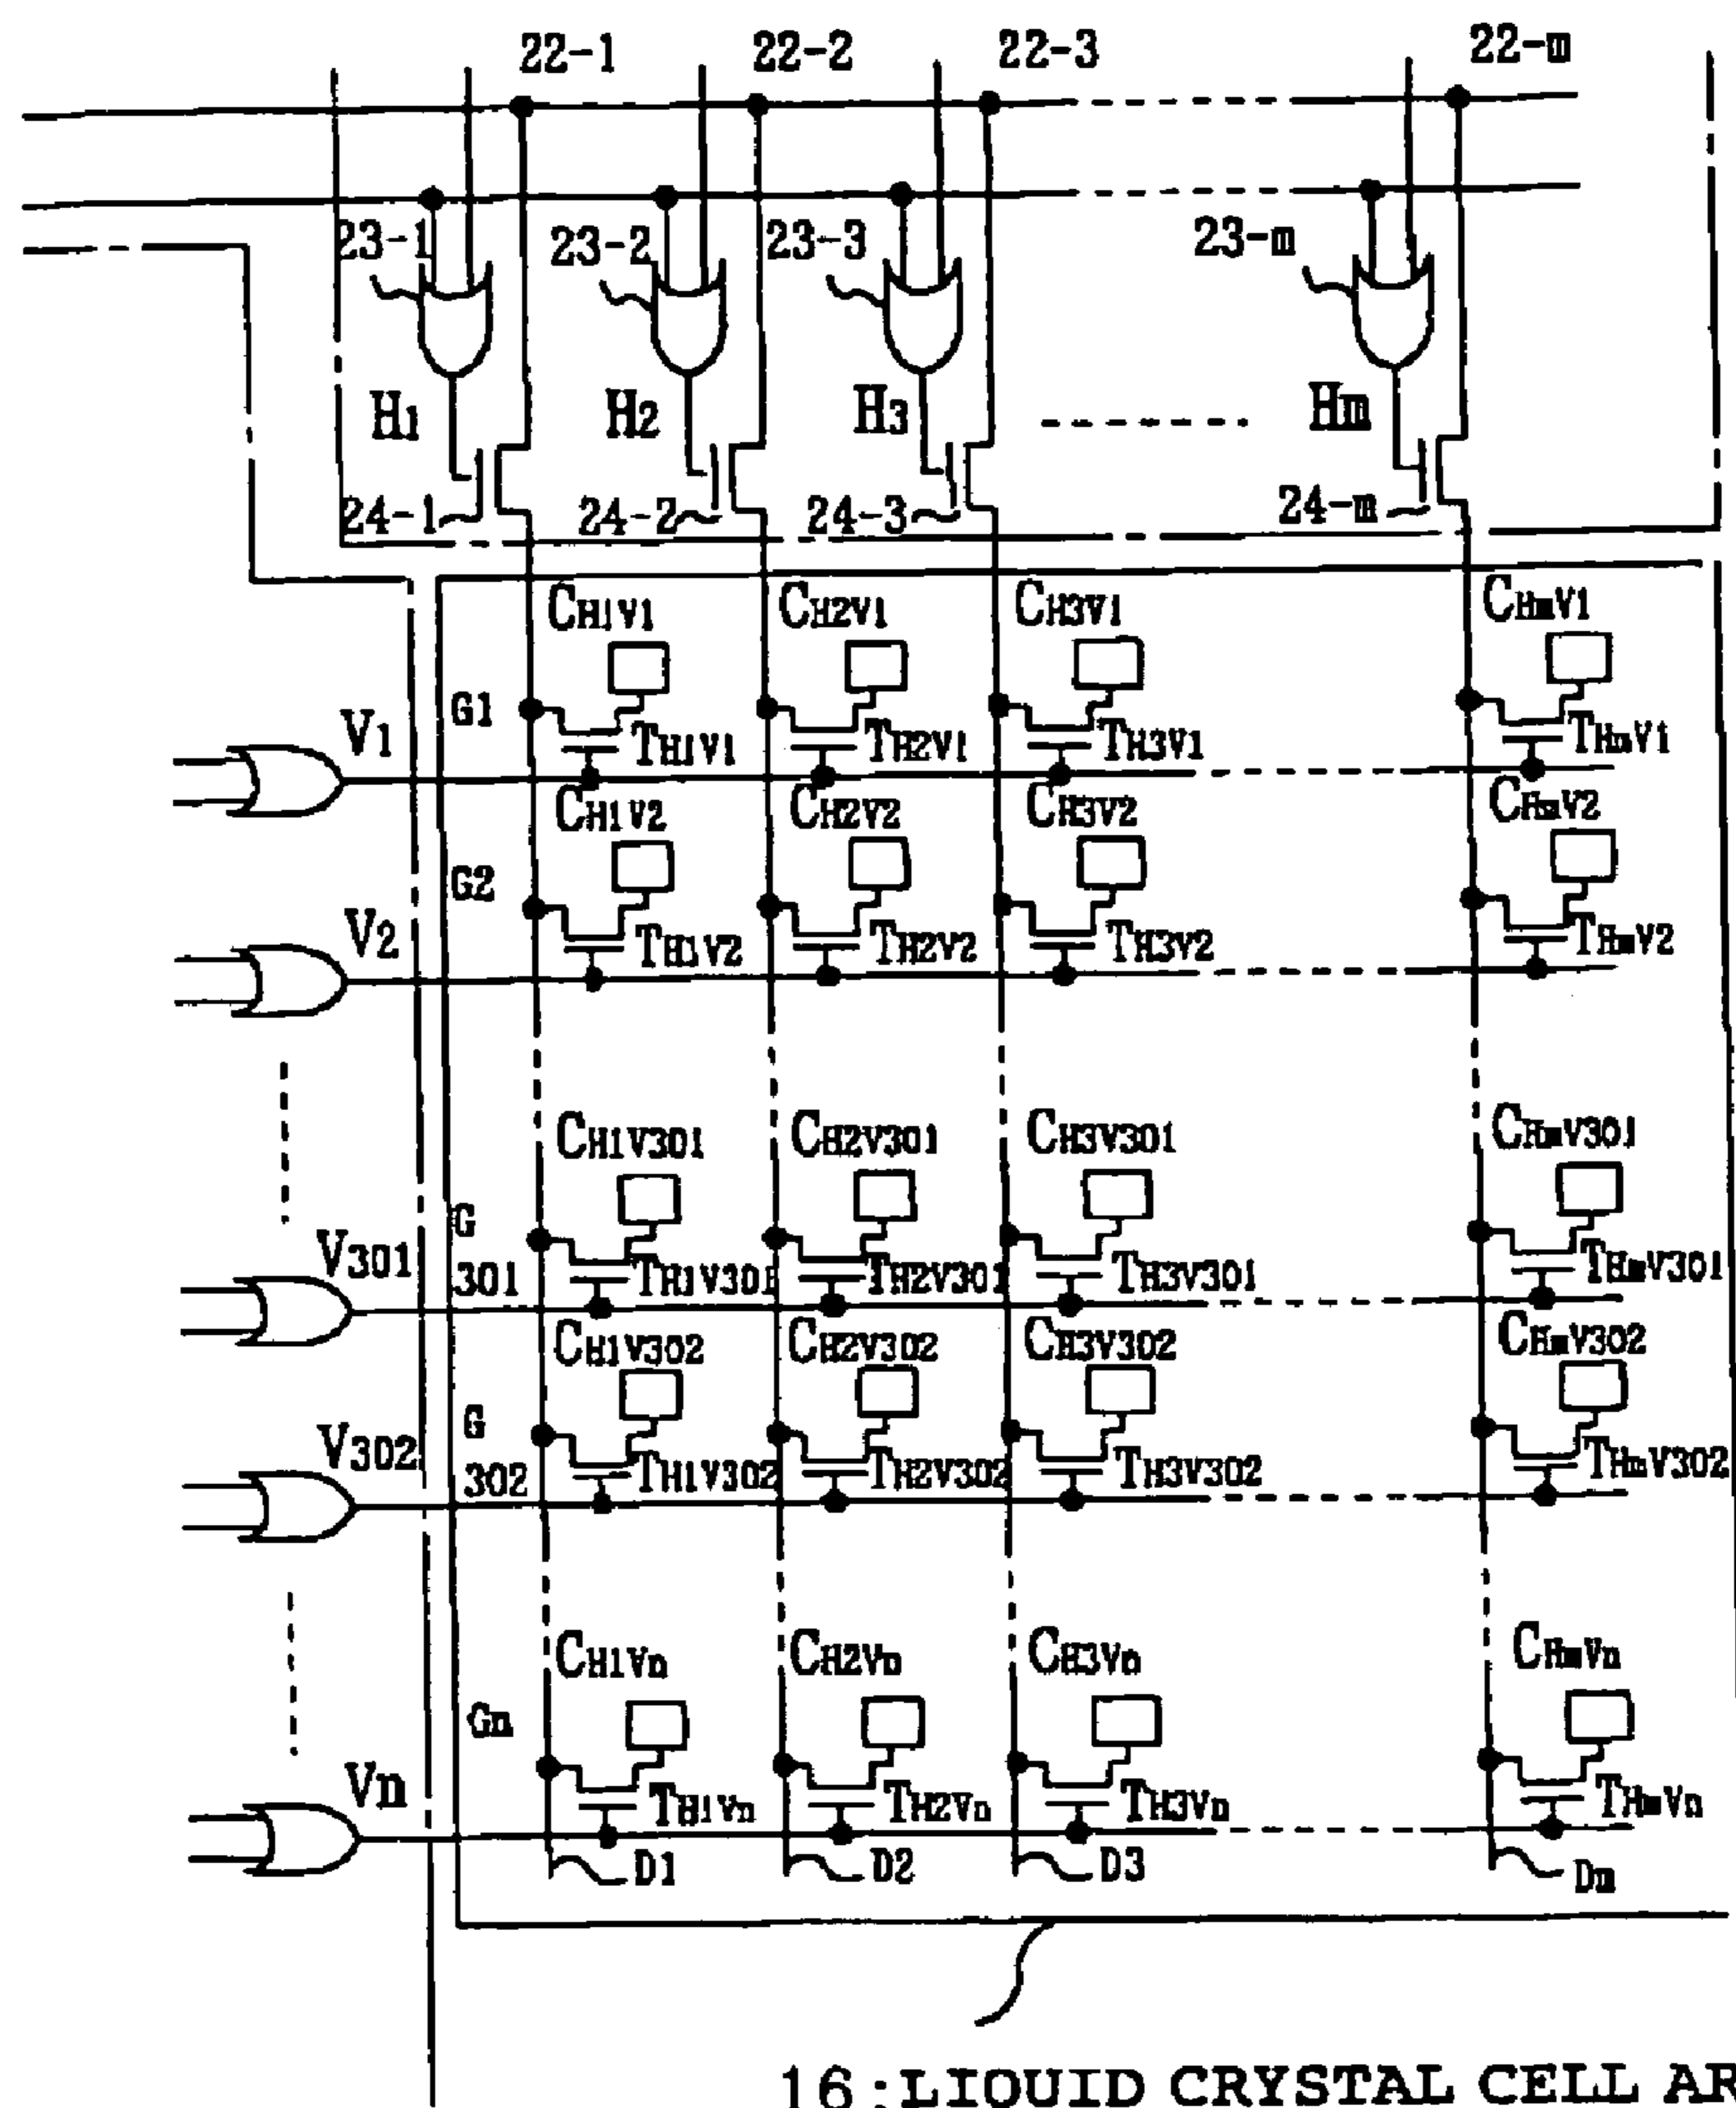 22-1 22-2 22-3 22-m
23-1 23-2 23-3 23-m
H1 H2 H3 Hm
24-1 24-2 24-3 24-m
CH1V1 CH2V1 CH3V1 CHmV1
V1 G1 TH1V1 TH2V1 TH3V1 THmV1
CH1V2 CH2V2 CH3V2 CHmV2
V2 G2 TH1V2 TH2V2 TH3V2 THmV2
CH1V301 CH2V301 CH3V301 CHmV301
V301 G
301 TH1V301 TH2V301 TH3V301 THmV301
CH1V302 CH2V302 CH3V302 CHmV302
V302 G
302 TH1V302 TH2V302 TH3V302 THmV302
CH1Vn CH2Vn CH3Vn CHmVn
Vn Gn TH1Vn TH2Vn TH3Vn THmVn
D1 D2 D3 Dm
16:LIQUID CRYSTAL CELL AR